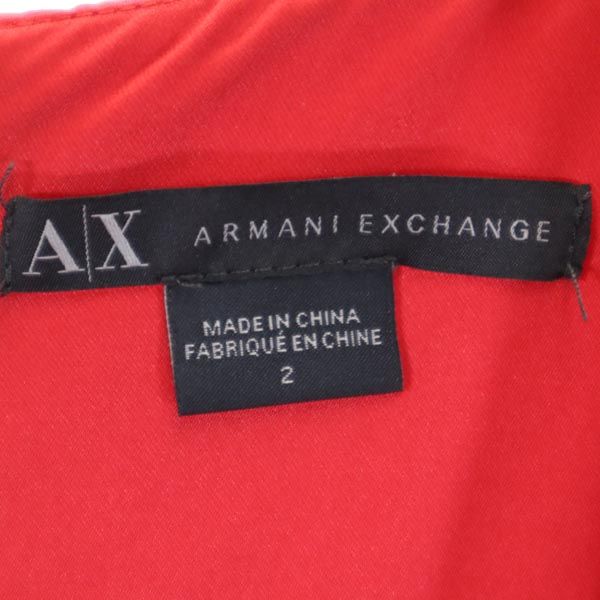 A|X ARMANI EXCHANGE
MADE IN CHINA
FABRIQUÉ EN CHINE
2